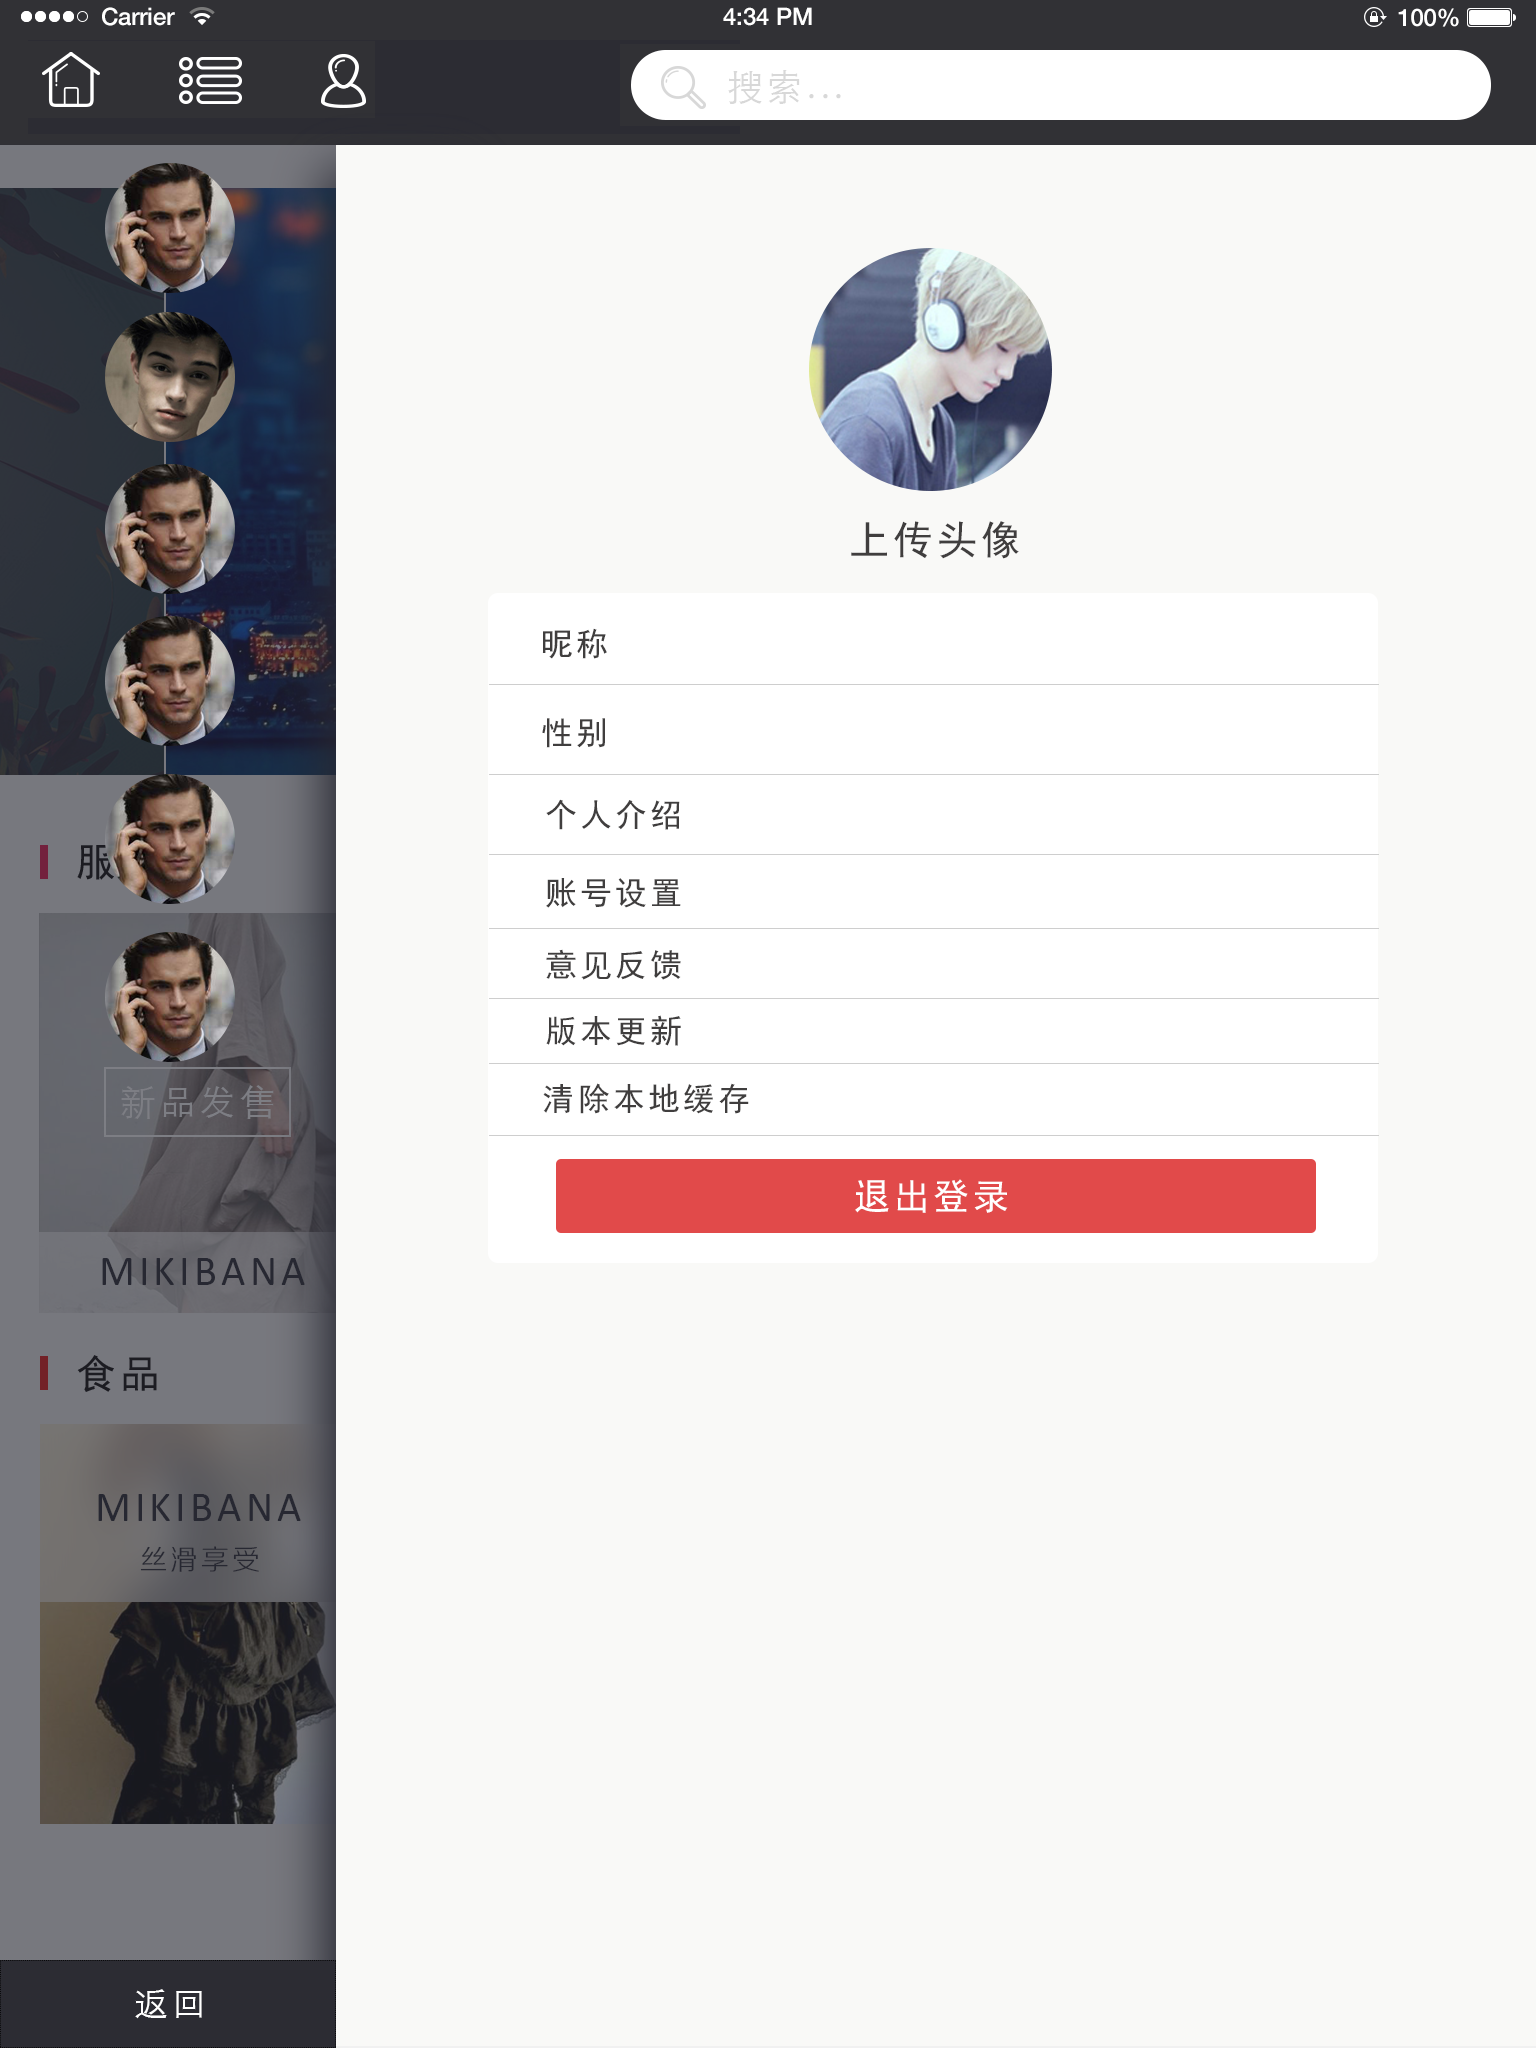 Carrier
4:34 PM
100%
搜索...
上传头像
昵称
性别
个人介绍
账号设置
意见反馈
版本更新
清除本地缓存
退出登录
服
新品发售
MIKIBANA
食品
MIKIBANA
丝滑享受
返回